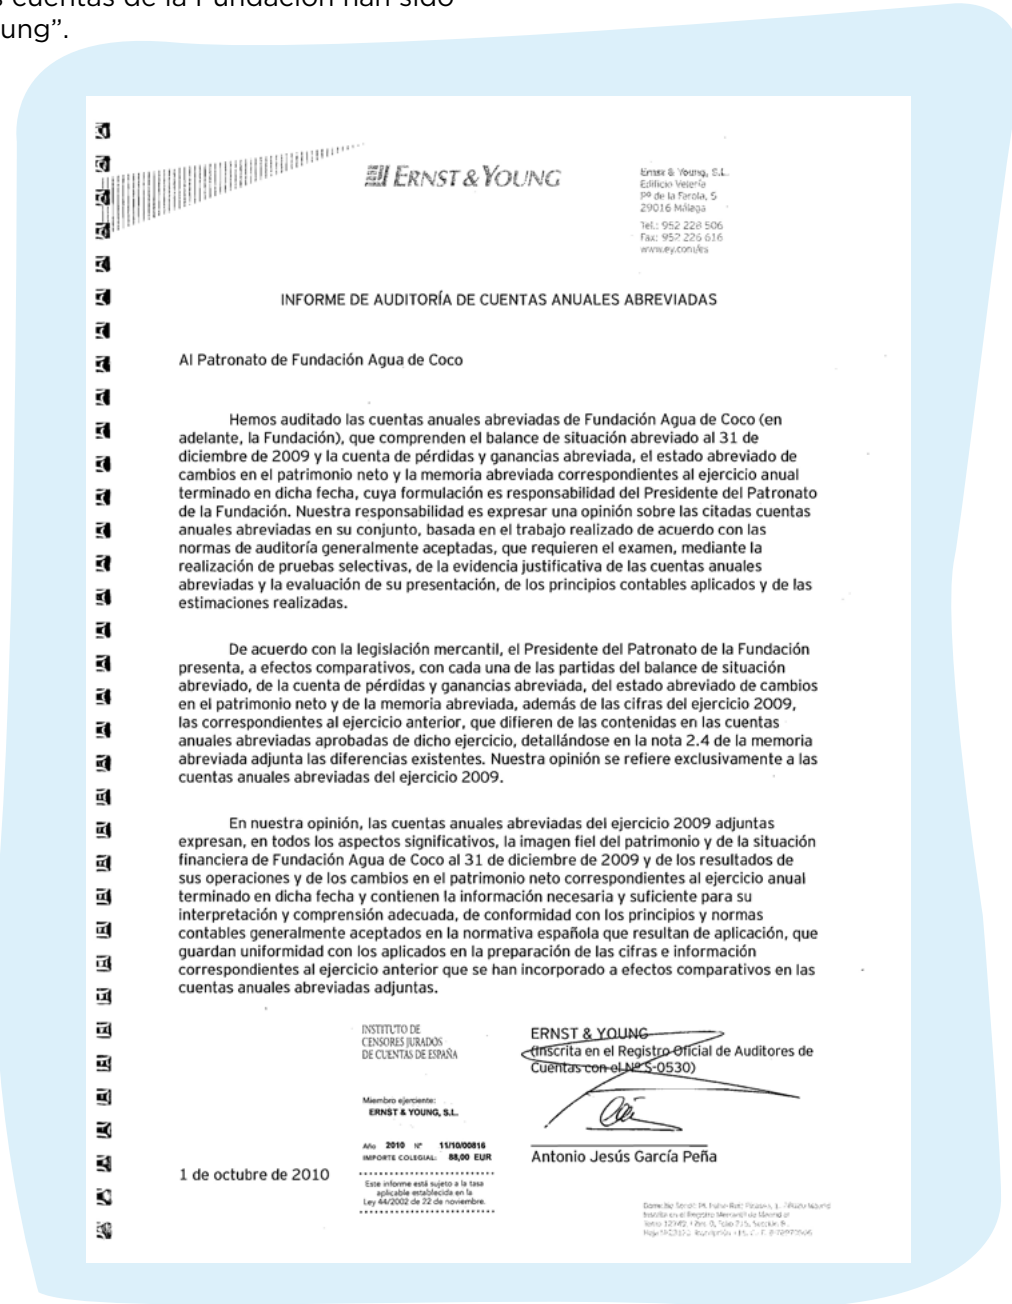 cuentas de la Fundación han sido
ung”.
ERNST & YOUNG
Ernst & Young, S.L.
Edificio Velería
Pº de la Farola, 5
29016 Málaga
Tel.: 952 228 506
Fax: 952 226 616
www.ey.com/es
INFORME DE AUDITORÍA DE CUENTAS ANUALES ABREVIADAS
Al Patronato de Fundación Agua de Coco
Hemos auditado las cuentas anuales abreviadas de Fundación Agua de Coco (en
adelante, la Fundación), que comprenden el balance de situación abreviado al 31 de
diciembre de 2009 y la cuenta de pérdidas y ganancias abreviada, el estado abreviado de
cambios en el patrimonio neto y la memoria abreviada correspondientes al ejercicio anual
terminado en dicha fecha, cuya formulación es responsabilidad del Presidente del Patronato
de la Fundación. Nuestra responsabilidad es expresar una opinión sobre las citadas cuentas
anuales abreviadas en su conjunto, basada en el trabajo realizado de acuerdo con las
normas de auditoría generalmente aceptadas, que requieren el examen, mediante la
realización de pruebas selectivas, de la evidencia justificativa de las cuentas anuales
abreviadas y la evaluación de su presentación, de los principios contables aplicados y de las
estimaciones realizadas.
De acuerdo con la legislación mercantil, el Presidente del Patronato de la Fundación
presenta, a efectos comparativos, con cada una de las partidas del balance de situación
abreviado, de la cuenta de pérdidas y ganancias abreviada, del estado abreviado de cambios
en el patrimonio neto y de la memoria abreviada, además de las cifras del ejercicio 2009,
las correspondientes al ejercicio anterior, que difieren de las contenidas en las cuentas
anuales abreviadas aprobadas de dicho ejercicio, detallándose en la nota 2.4 de la memoria
abreviada adjunta las diferencias existentes. Nuestra opinión se refiere exclusivamente a las
cuentas anuales abreviadas del ejercicio 2009.
En nuestra opinión, las cuentas anuales abreviadas del ejercicio 2009 adjuntas
expresan, en todos los aspectos significativos, la imagen fiel del patrimonio y de la situación
financiera de Fundación Agua de Coco al 31 de diciembre de 2009 y de los resultados de
sus operaciones y de los cambios en el patrimonio neto correspondientes al ejercicio anual
terminado en dicha fecha y contienen la información necesaria y suficiente para su
interpretación y comprensión adecuada, de conformidad con los principios y normas
contables generalmente aceptados en la normativa española que resultan de aplicación, que
guardan uniformidad con los aplicados en la preparación de las cifras e información
correspondientes al ejercicio anterior que se han incorporado a efectos comparativos en las
cuentas anuales abreviadas adjuntas.
INSTITUTO DE
CENSORES JURADOS
DE CUENTAS DE ESPAÑA
Miembro ejerciente:
ERNST & YOUNG, S.L.
Año 2010 Nº 11/10/00816
IMPORTE COLEGIAL: 88,00 EUR
Este informe está sujeto a la tasa
aplicable establecida en la
Ley 44/2002 de 22 de noviembre.
ERNST & YOUNG
(Inscrita en el Registro Oficial de Auditores de
Cuentas con el Nº S-0530)
Antonio Jesús García Peña
1 de octubre de 2010